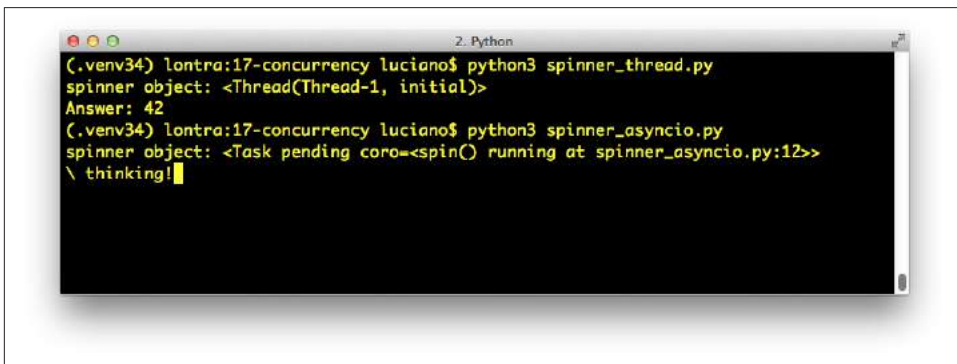 2. Python
(.venv34) lontra:17-concurrency luciano$ python3 spinner_thread.py
spinner object: <Thread(Thread-1, initial)>
Answer: 42
(.venv34) lontra:17-concurrency luciano$ python3 spinner_asyncio.py
spinner object: <Task pending coro=<spin() running at spinner_asyncio.py:12>>
\ thinking!